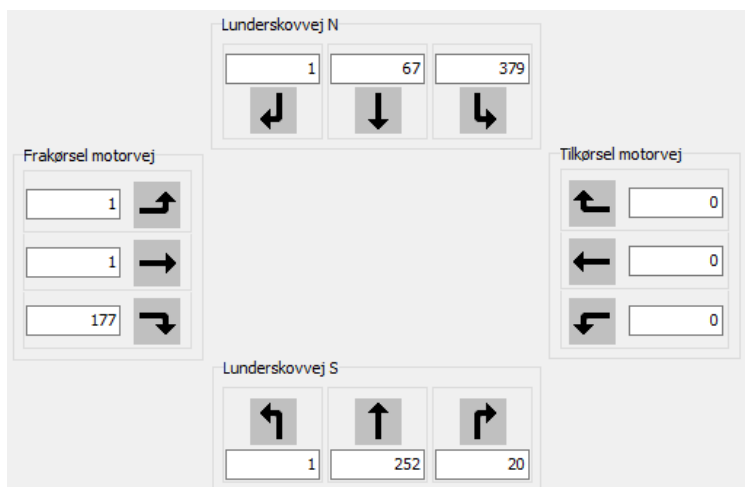 Lunderskovvej N
1 67 379
Frakørsel motorvej
1
1
177
Tilkørsel motorvej
0
0
0
Lunderskovvej S
1 252 20